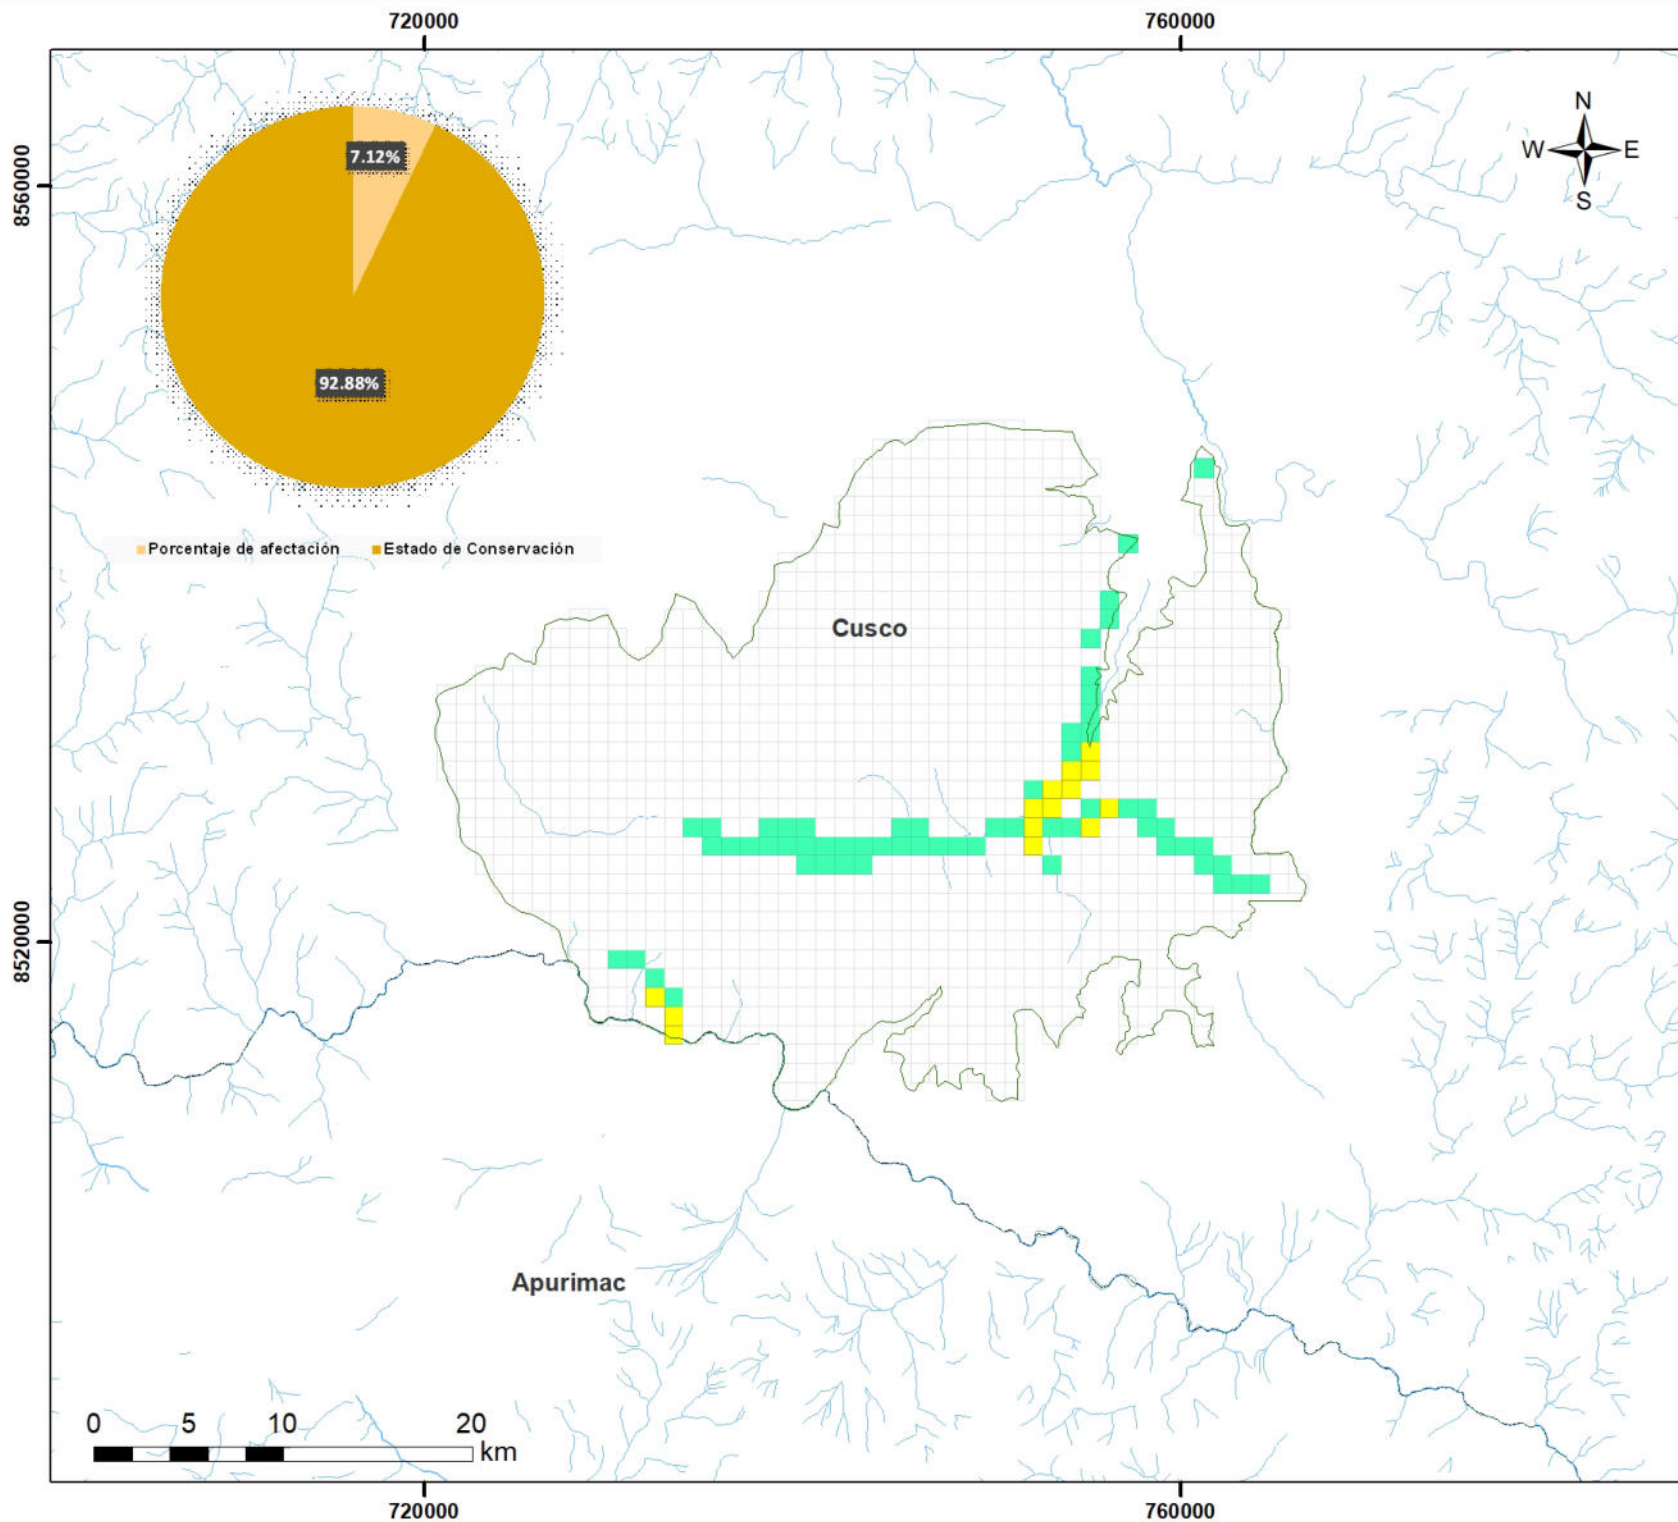 720000 760000
8560000
N
W E
S
7.12%
92.88%
Porcentaje de afectación Estado de Conservación
Cusco
8520000
Apurimac
0 5 10 20
km
720000 760000